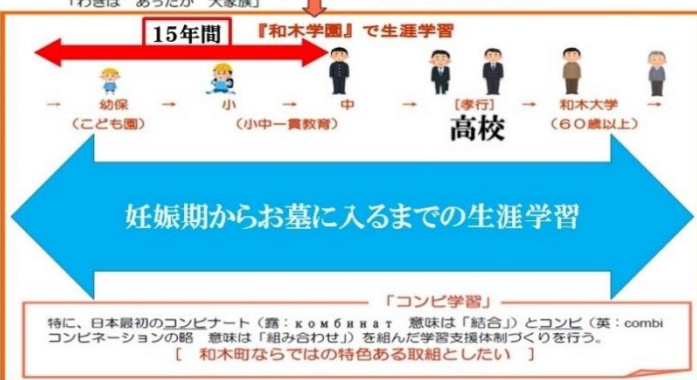 「わきは あったか 大家族」
15年間 『和木学園』で生涯学習
→ 幼保 → 小 → 中 → [孝行] → 和木大学 →
（こども園） （小中一貫教育） 高校 （６０歳以上）
妊娠期からお墓に入るまでの生涯学習
「コンビ学習」
特に、日本最初のコンビナート（露：комбинат 意味は「結合」）とコンビ（英：combi
コンビネーションの略 意味は「組み合わせ」）を組んだ学習支援体制づくりを行う。
［ 和木町ならではの特色ある取組としたい ］